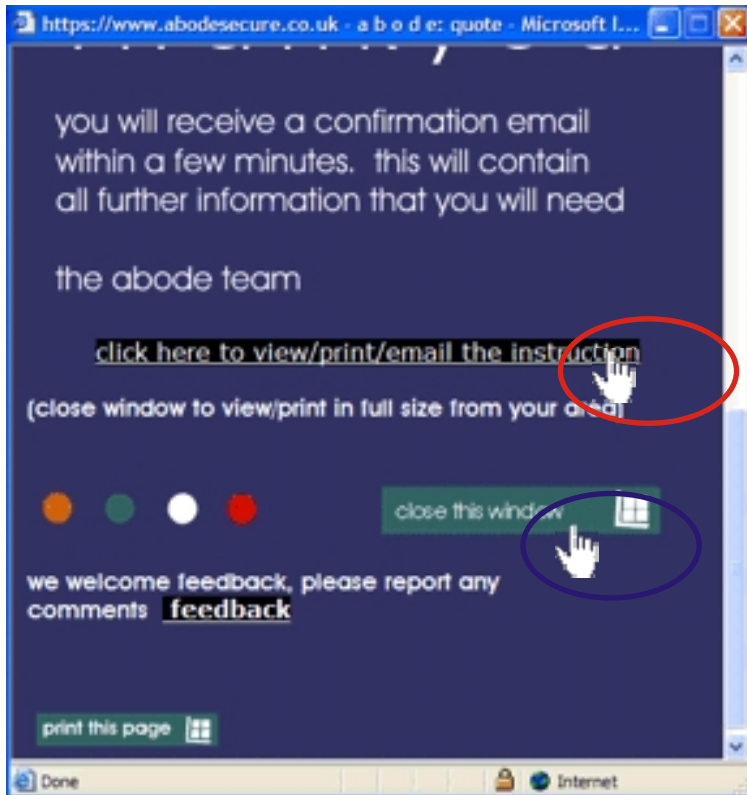 https://www.abodesecure.co.uk - a b o d e: quote - Microsoft I...
you will receive a confirmation email
within a few minutes. this will contain
all further information that you will need
the abode team
click here to view/print/email the instruction
(close window to view/print in full size from your area)
close this window
we welcome feedback, please report any
comments feedback
print this page
Done
Internet